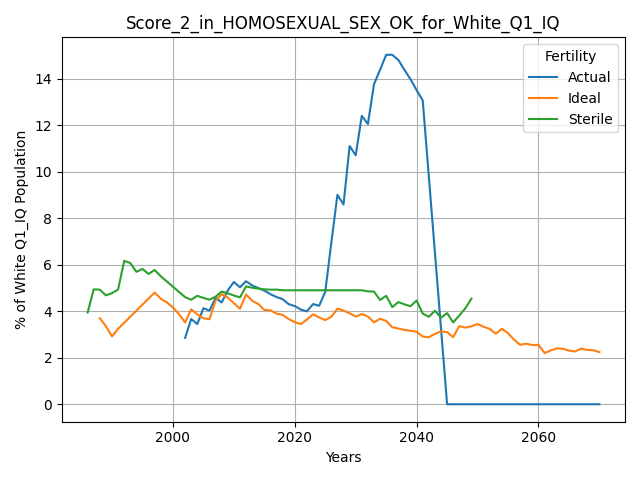 Score_2_in_HOMOSEXUAL_SEX_OK_for_White_Q1_IQ
Fertility
Actual
Ideal
Sterile
% of White Q1_IQ Population
14
12
10
8
6
4
2
0
2000 2020 2040 2060
Years